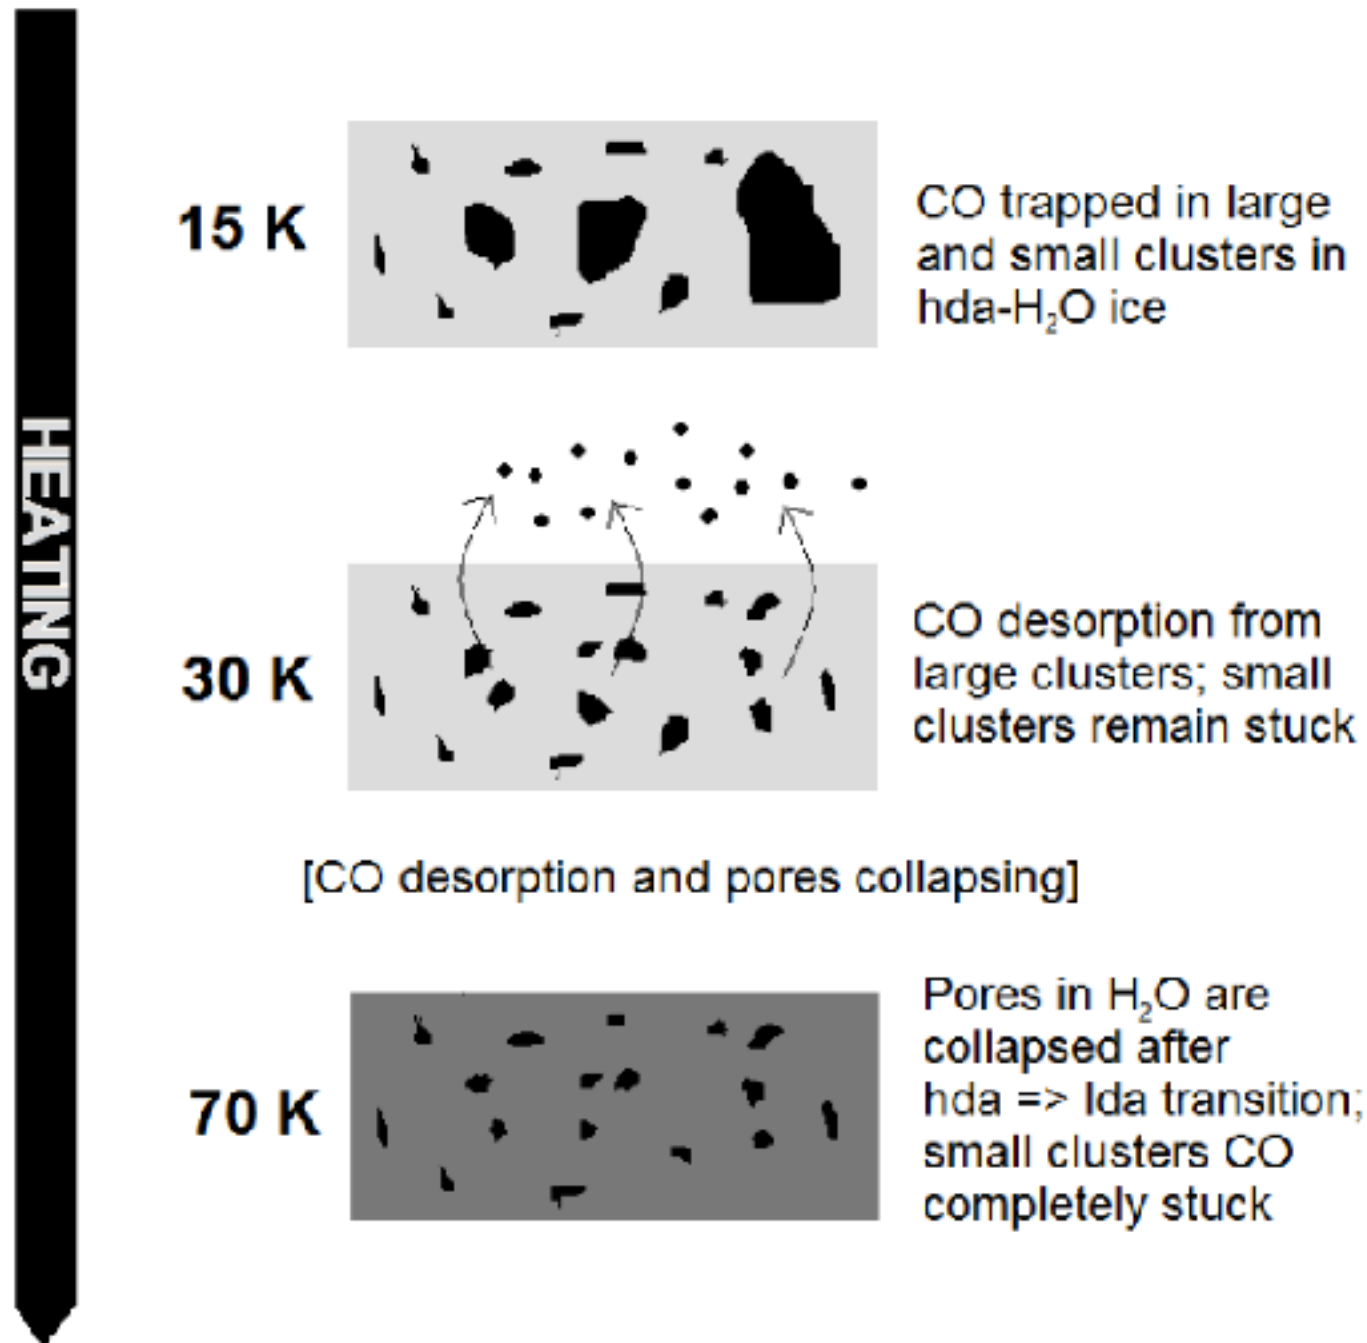 HEATING
15 K
CO trapped in large
and small clusters in
hda-H₂O ice
30 K
CO desorption from
large clusters; small
clusters remain stuck
[CO desorption and pores collapsing]
70 K
Pores in H₂O are
collapsed after
hda => lda transition;
small clusters CO
completely stuck